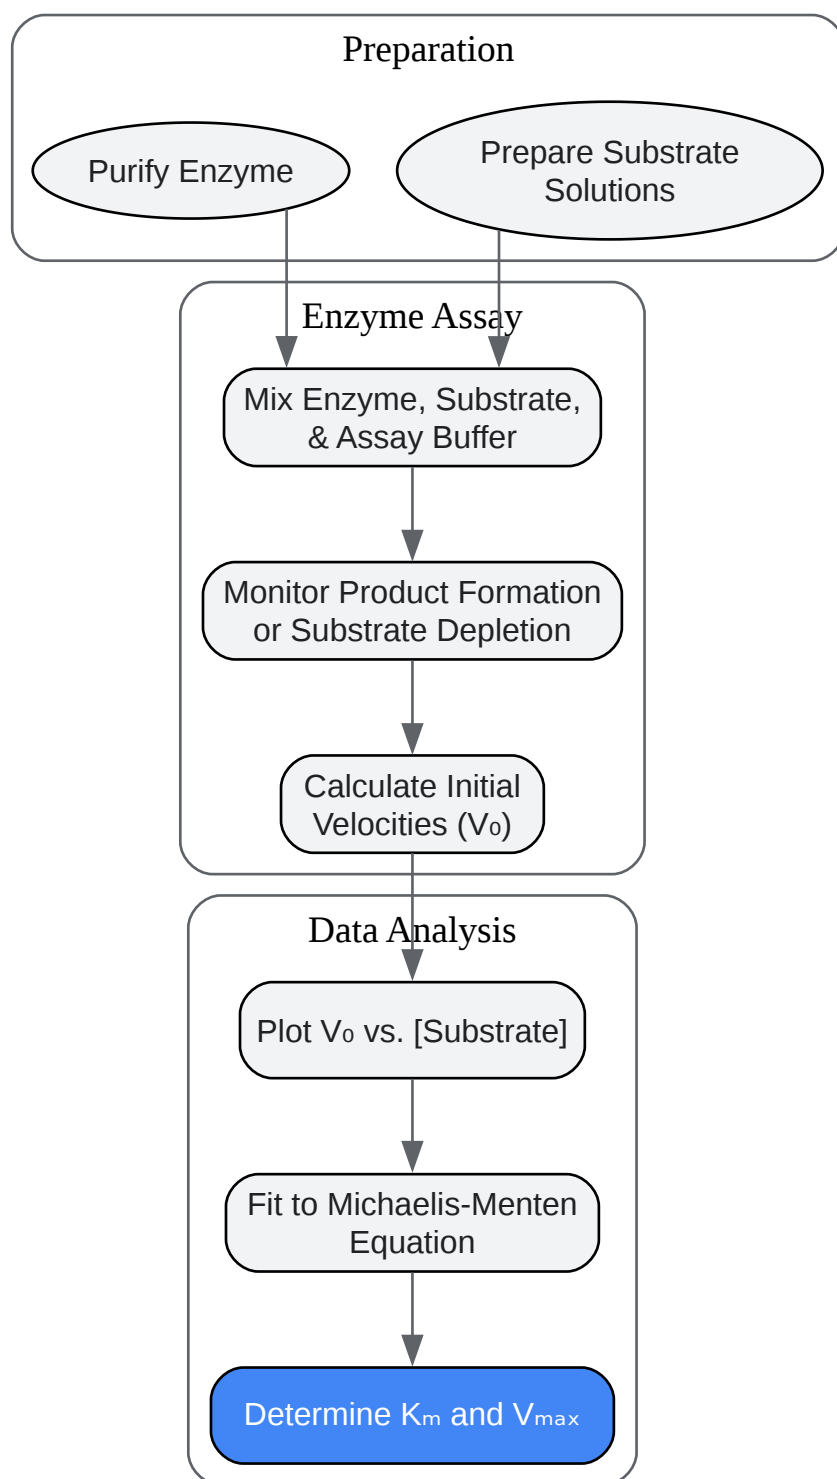 Preparation
Purify Enzyme
Prepare Substrate
Solutions
Enzyme Assay
Mix Enzyme, Substrate,
& Assay Buffer
Monitor Product Formation
or Substrate Depletion
Calculate Initial
Velocities (V₀)
Data Analysis
Plot V₀ vs. [Substrate]
Fit to Michaelis-Menten
Equation
Determine Kₘ and Vₘₐₓ